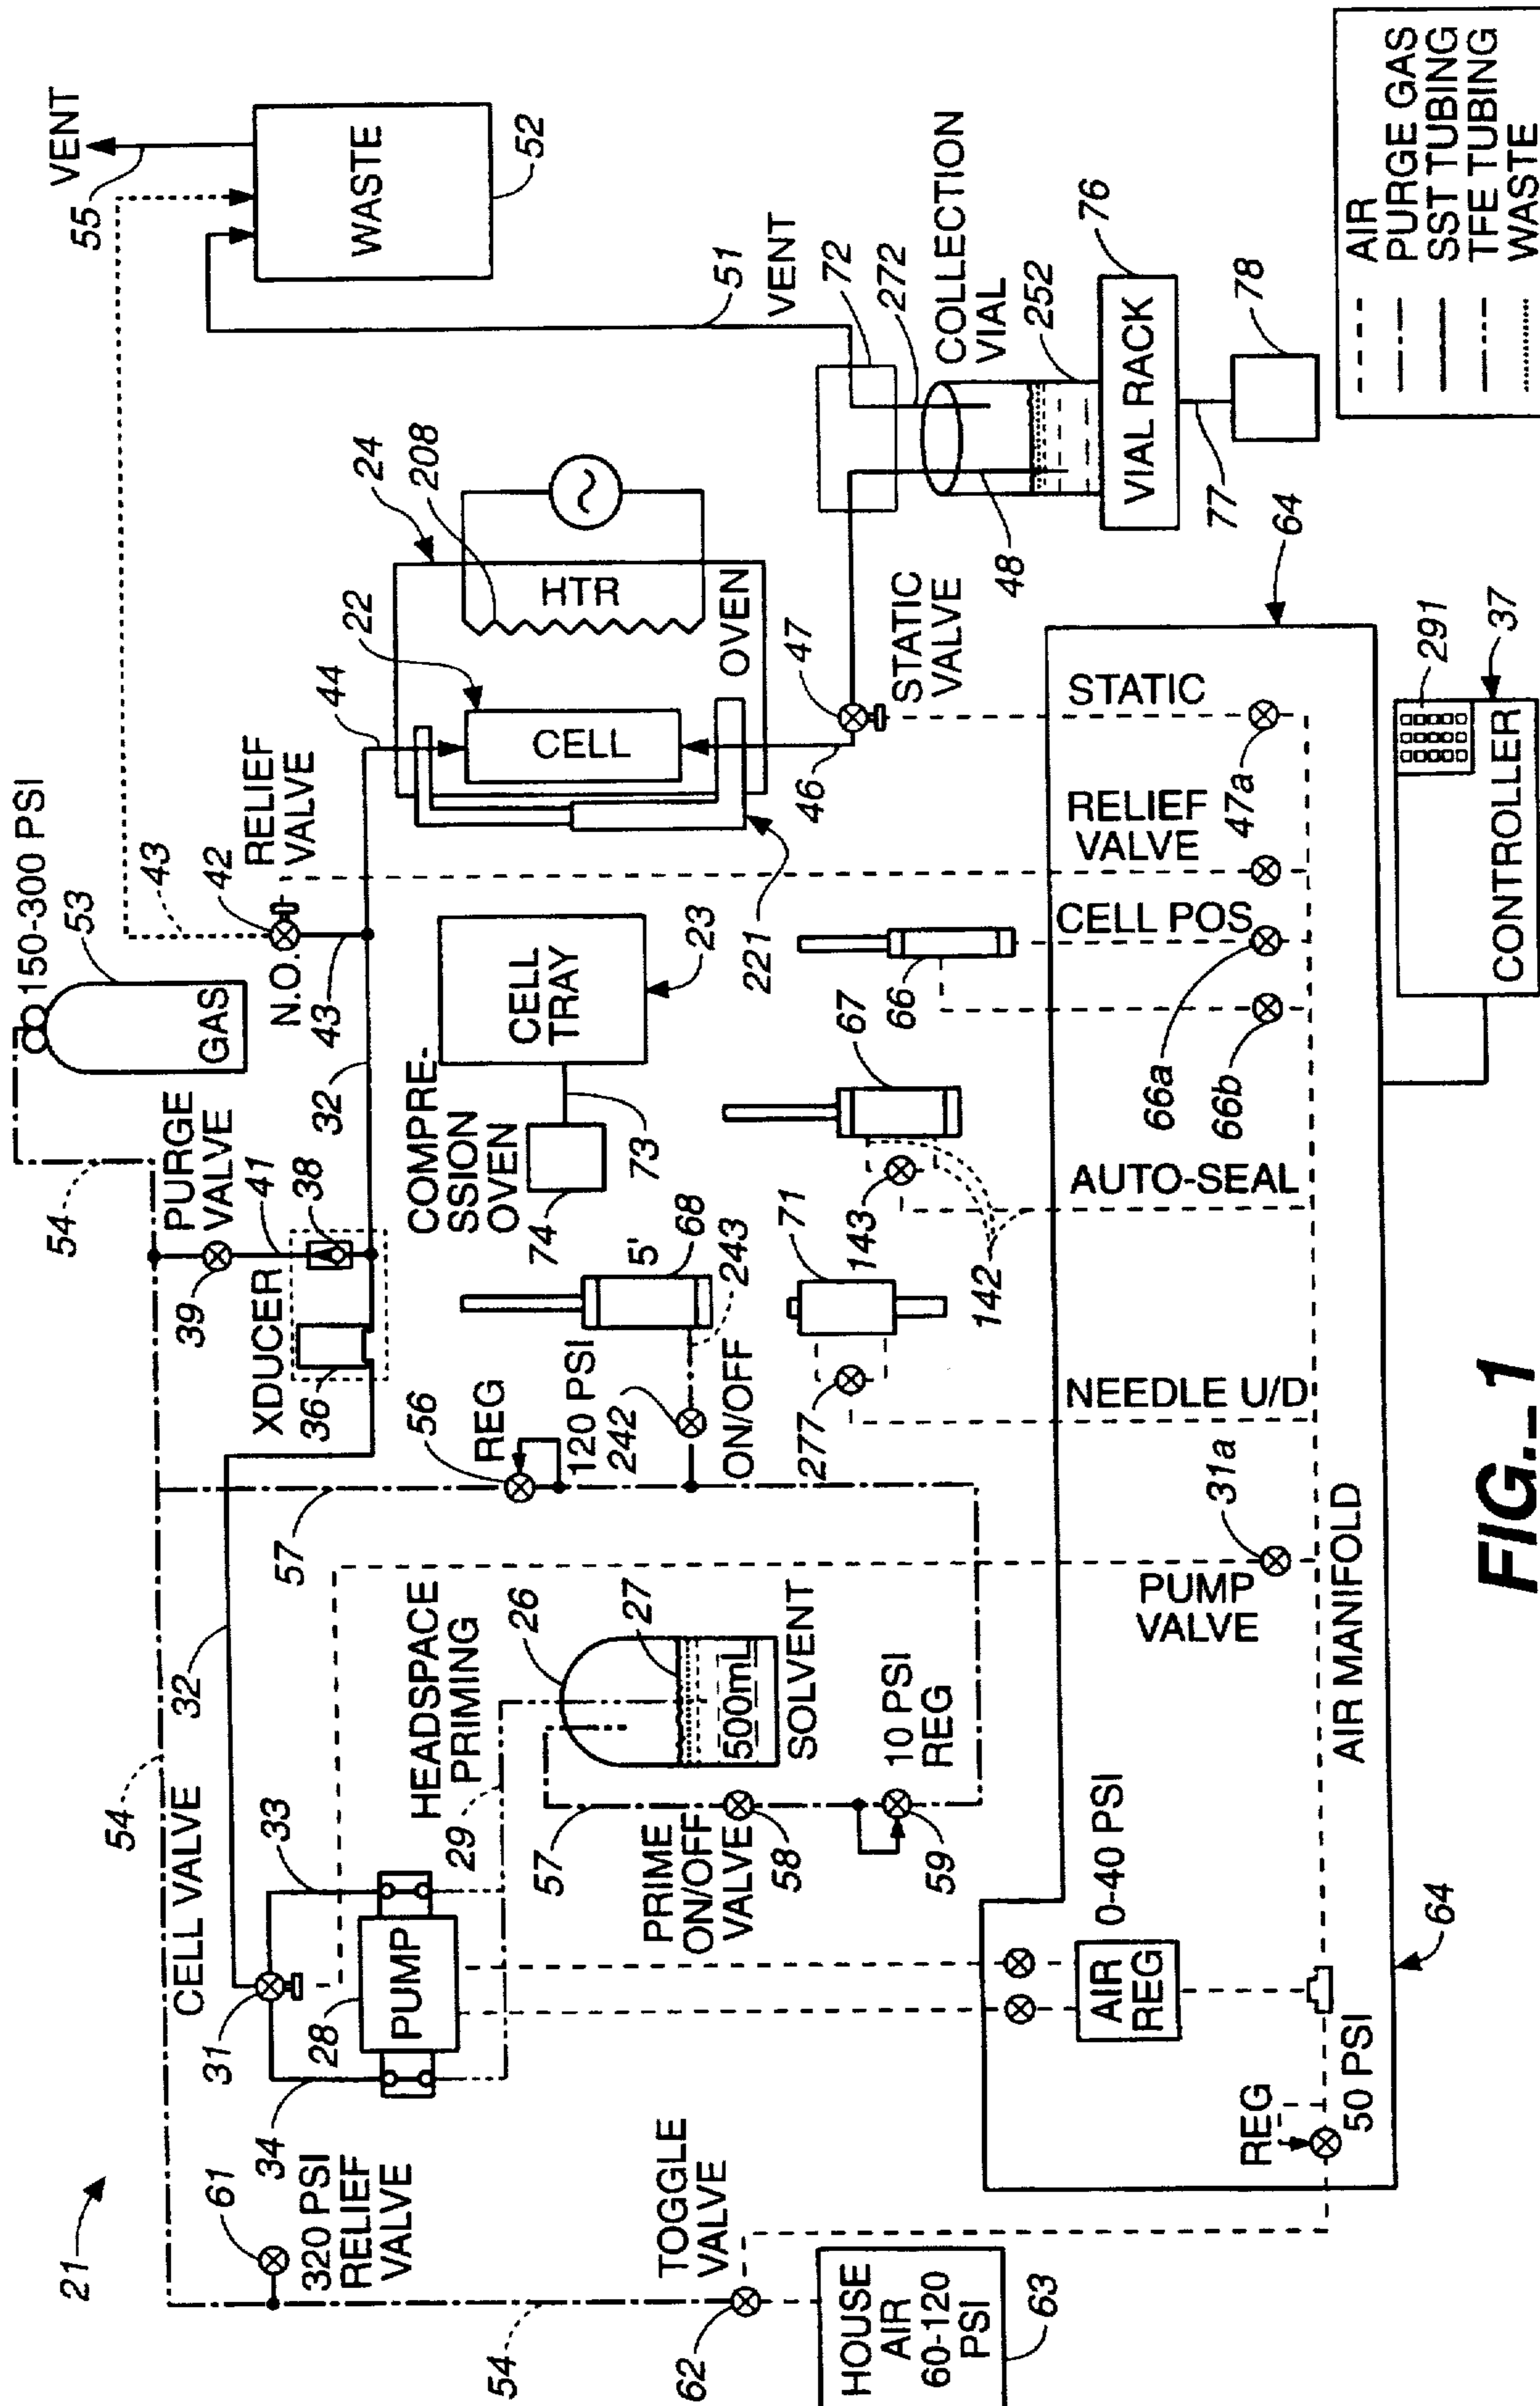 21
61
320 PSI
RELIEF
VALVE
54
TOGGLE
VALVE
62
HOUSE
AIR
60-120
PSI
63
54
CELL VALVE
31
34
33
28
PUMP
32
HEADSPACE
PRIMING
29
26
27
500mL
SOLVENT
57
PRIME
ON/OFF
VALVE
58
10 PSI
REG
59
57
56
REG
120 PSI
242
ON/OFF
243
68
5'
54
PURGE
VALVE
39
41
38
XDUCER
36
150-300 PSI
53
GAS
N.O.
43
43
42
RELIEF
VALVE
32
COMPRE-
SSION
OVEN
74
73
CELL
TRAY
23
44
22
24
208
HTR
CELL
OVEN
221
46
47
STATIC
VALVE
VENT
55
WASTE
52
51
VENT
72
272
COLLECTION
VIAL
252
48
76
VIAL RACK
77
78
71
277
143
142
67
66
66a
66b
47a
31a
STATIC
RELIEF
VALVE
CELL POS
AUTO-SEAL
NEEDLE U/D
PUMP
VALVE
AIR MANIFOLD
0-40 PSI
AIR
REG
REG
50 PSI
64
64
291
37
CONTROLLER
AIR
PURGE GAS
SST TUBING
TFE TUBING
WASTE
FIG._1